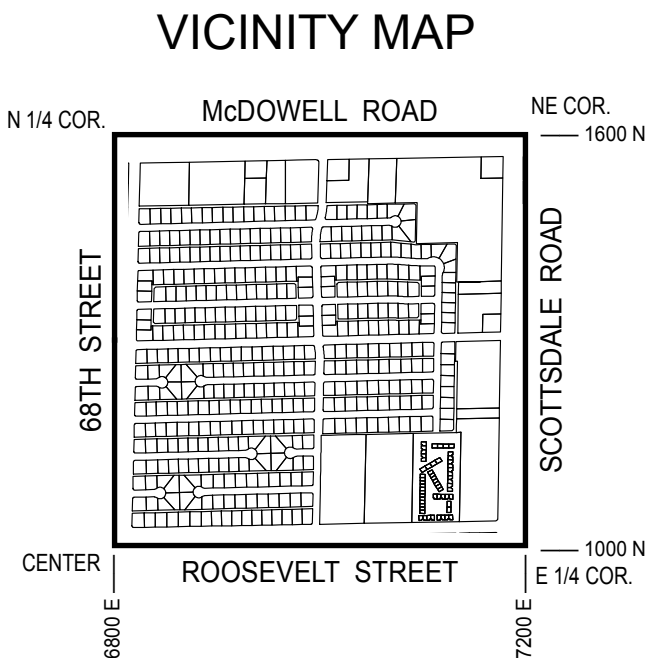 VICINITY MAP
N 1/4 COR.
McDOWELL ROAD
NE COR.
1600 N
68TH STREET
SCOTTSDALE ROAD
CENTER
ROOSEVELT STREET
1000 N
E 1/4 COR.
6800 E
7200 E